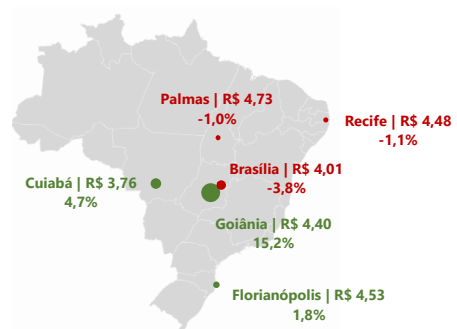 Palmas | R$ 4,73
-1,0%
Recife | R$ 4,48
-1,1%
Brasília | R$ 4,01
-3,8%
Cuiabá | R$ 3,76
4,7%
Goiânia | R$ 4,40
15,2%
Florianópolis | R$ 4,53
1,8%